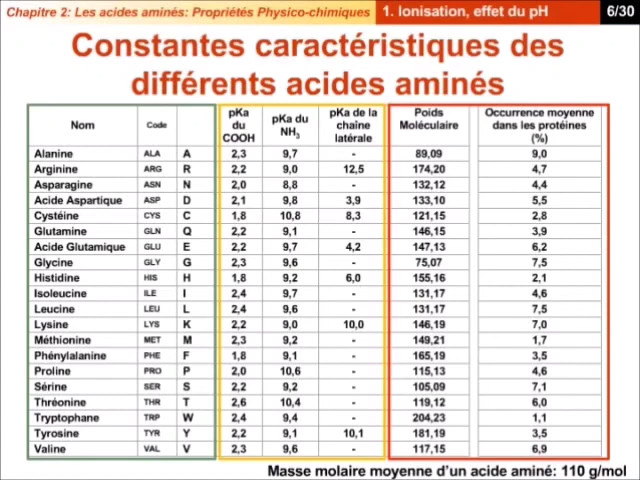 Chapitre 2: Les acides aminés: Propriétés Physico-chimiques 1. Ionisation, effet du pH 6/30
Constantes caractéristiques des
différents acides aminés
Nom Code pKa du COOH pKa du NH3 pKa de la chaîne latérale Poids Moléculaire Occurrence moyenne dans les protéines (%)
Alanine ALA A 2,3 9,7 - 89,09 9,0
Arginine ARG R 2,2 9,0 12,5 174,20 4,7
Asparagine ASN N 2,0 8,8 - 132,12 4,4
Acide Aspartique ASP D 2,1 9,8 3,9 133,10 5,5
Cystéine CYS C 1,8 10,8 8,3 121,15 2,8
Glutamine GLN Q 2,2 9,1 - 146,15 3,9
Acide Glutamique GLU E 2,2 9,7 4,2 147,13 6,2
Glycine GLY G 2,3 9,6 - 75,07 7,5
Histidine HIS H 1,8 9,2 6,0 155,16 2,1
Isoleucine ILE I 2,4 9,7 - 131,17 4,6
Leucine LEU L 2,4 9,6 - 131,17 7,5
Lysine LYS K 2,2 9,0 10,0 146,19 7,0
Méthionine MET M 2,3 9,2 - 149,21 1,7
Phénylalanine PHE F 1,8 9,1 - 165,19 3,5
Proline PRO P 2,0 10,6 - 115,13 4,6
Sérine SER S 2,2 9,2 - 105,09 7,1
Thréonine THR T 2,6 10,4 - 119,12 6,0
Tryptophane TRP W 2,4 9,4 - 204,23 1,1
Tyrosine TYR Y 2,2 9,1 10,1 181,19 3,5
Valine VAL V 2,3 9,6 - 117,15 6,9
Masse molaire moyenne d'un acide aminé: 110 g/mol